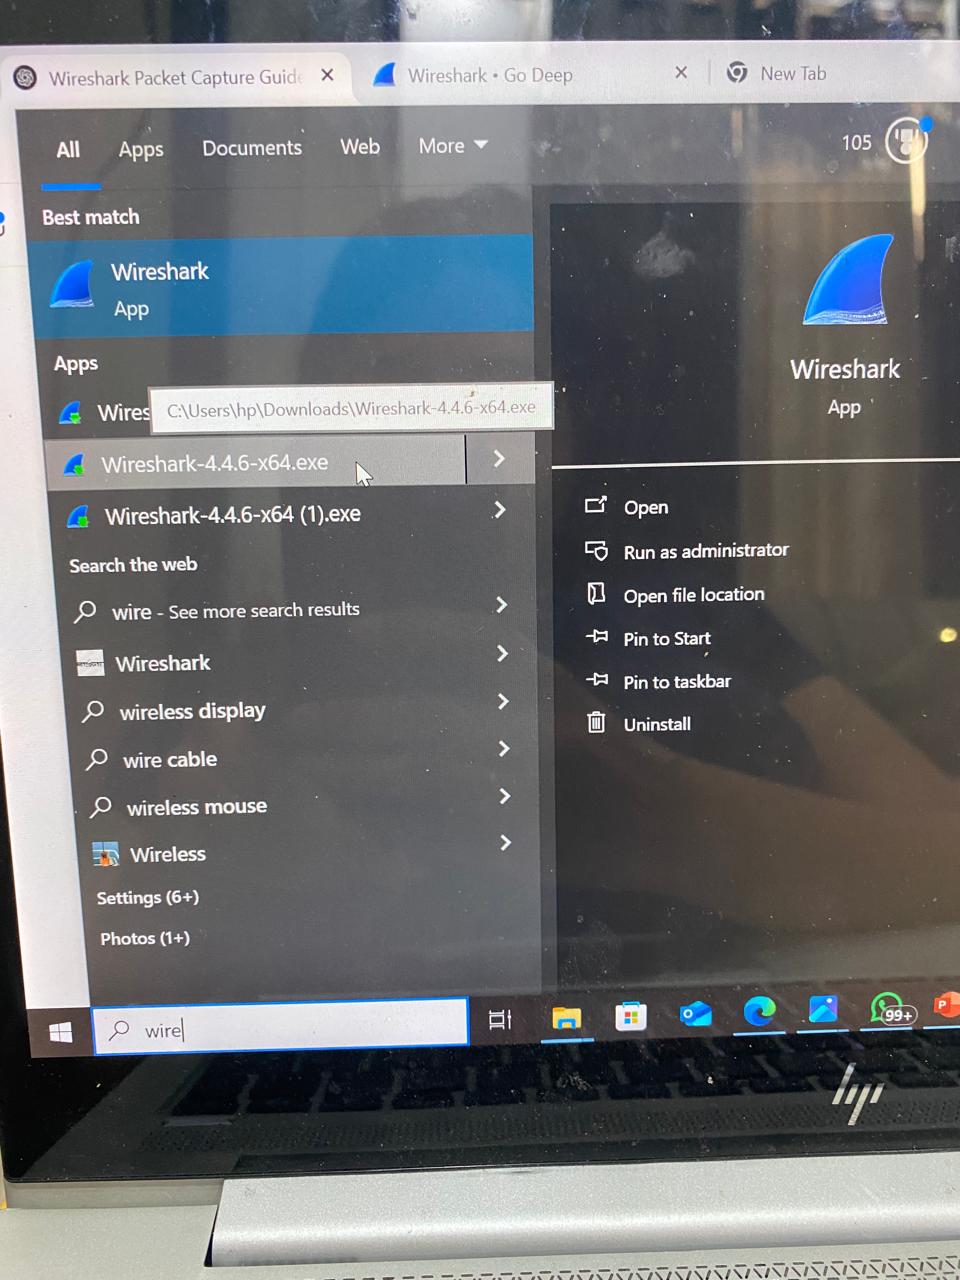 Wireshark Packet Capture Guid
Wireshark • Go Deep
New Tab
All
Apps
Documents
Web
More
105
Best match
Wireshark
App
Apps
Wires
C:\Users\hp\Downloads\Wireshark-4.4.6-x64.exe
Wireshark-4.4.6-x64.exe
Wireshark-4.4.6-x64 (1).exe
Search the web
wire - See more search results
Wireshark
wireless display
wire cable
wireless mouse
Wireless
Settings (6+)
Photos (1+)
Wireshark
App
Open
Run as administrator
Open file location
Pin to Start
Pin to taskbar
Uninstall
wire
99+
hp